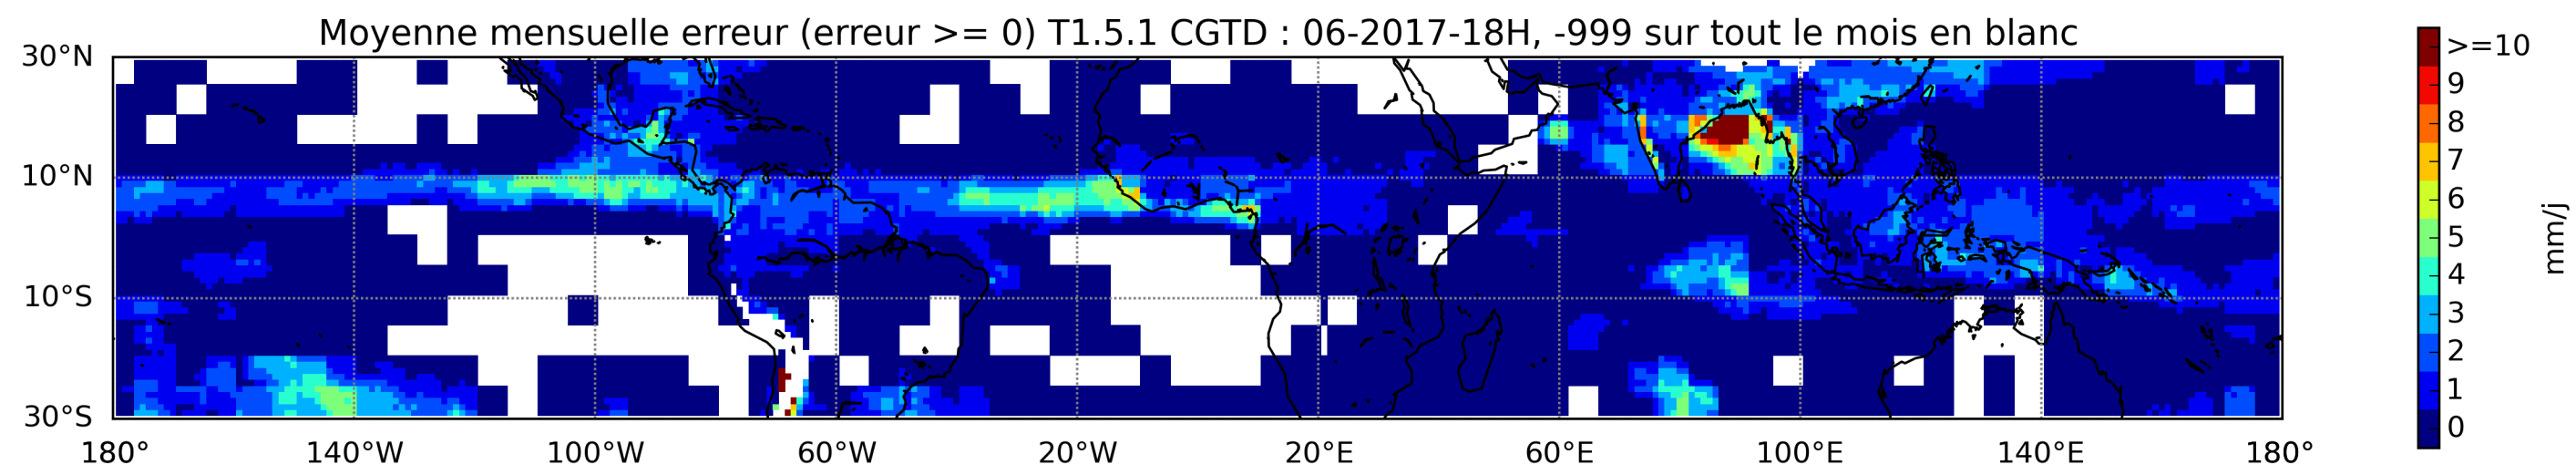 Moyenne mensuelle erreur (erreur >= 0) T1.5.1 CGTD : 06-2017-18H, -999 sur tout le mois en blanc
30°N
10°N
10°S
30°S
180°
140°W
100°W
60°W
20°W
20°E
60°E
100°E
140°E
180°
>=10
9
8
7
6
5
4
3
2
1
0
mm/j